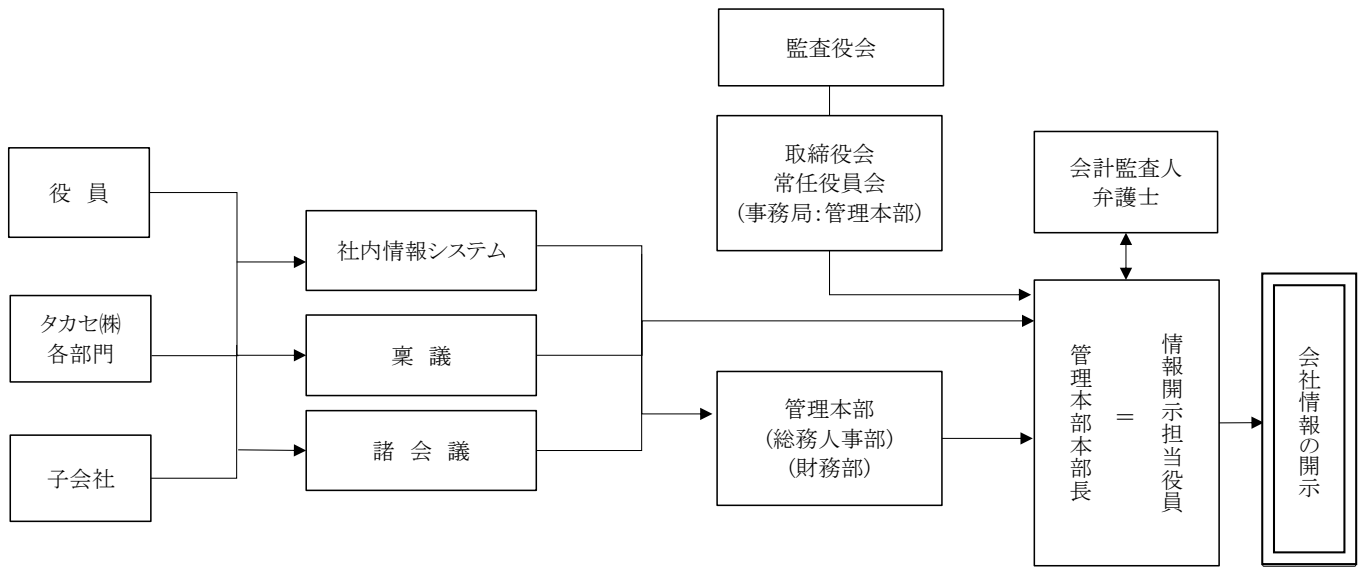 監査役会
取締役会
常任役員会
(事務局:管理本部)
会計監査人
弁護士
役 員
タカセ㈱
各部門
子会社
社内情報システム
稟 議
諸 会 議
管理本部
(総務人事部)
(財務部)
情報開示担当役員
＝
管理本部本部長
会社情報の開示